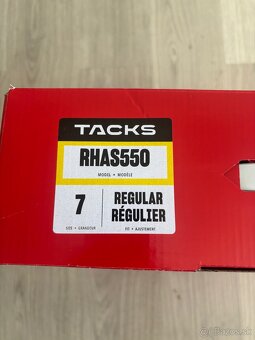 TACKS
RHAS550
MODEL • MODÈLE
7
SIZE • GRANDEUR
REGULAR
RÉGULIER
FIT • AJUSTEMENT